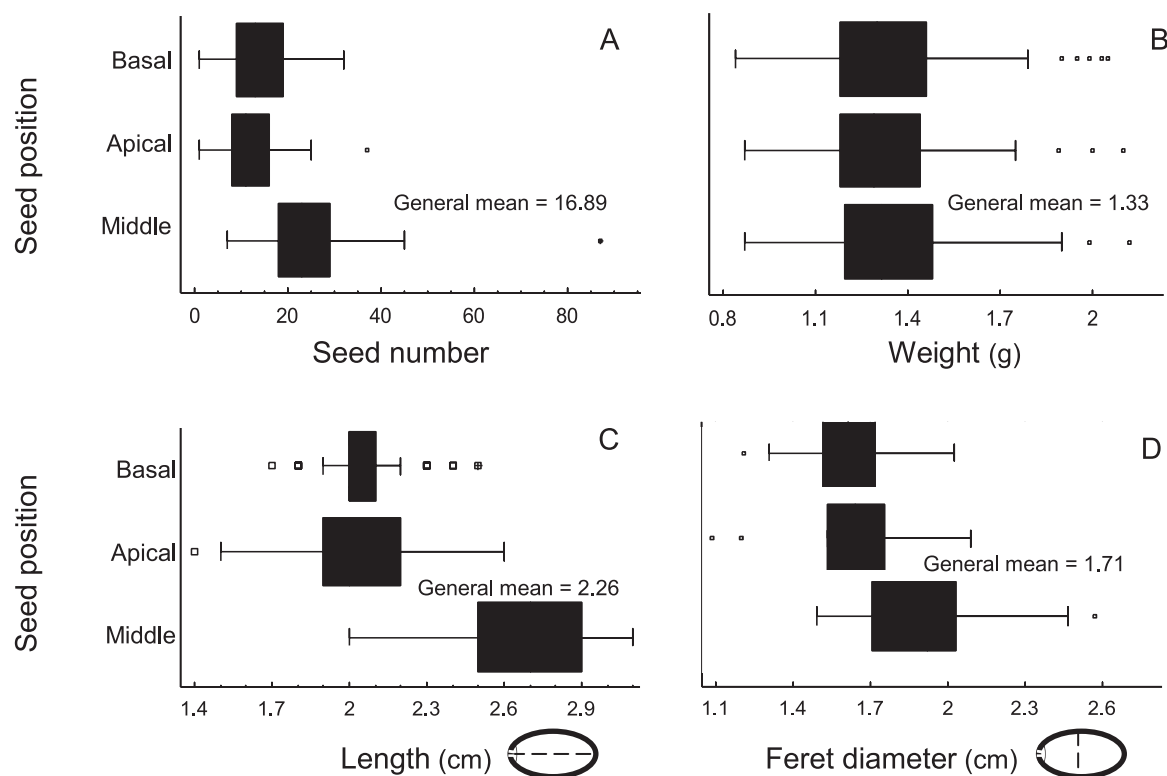 A
Seed position
Basal
Apical
Middle
General mean = 16.89
0 20 40 60 80
Seed number
B
General mean = 1.33
0.8 1.1 1.4 1.7 2
Weight (g)
C
Seed position
Basal
Apical
Middle
General mean = 2.26
1.4 1.7 2 2.3 2.6 2.9
Length (cm)
D
General mean = 1.71
1.1 1.4 1.7 2 2.3 2.6
Feret diameter (cm)